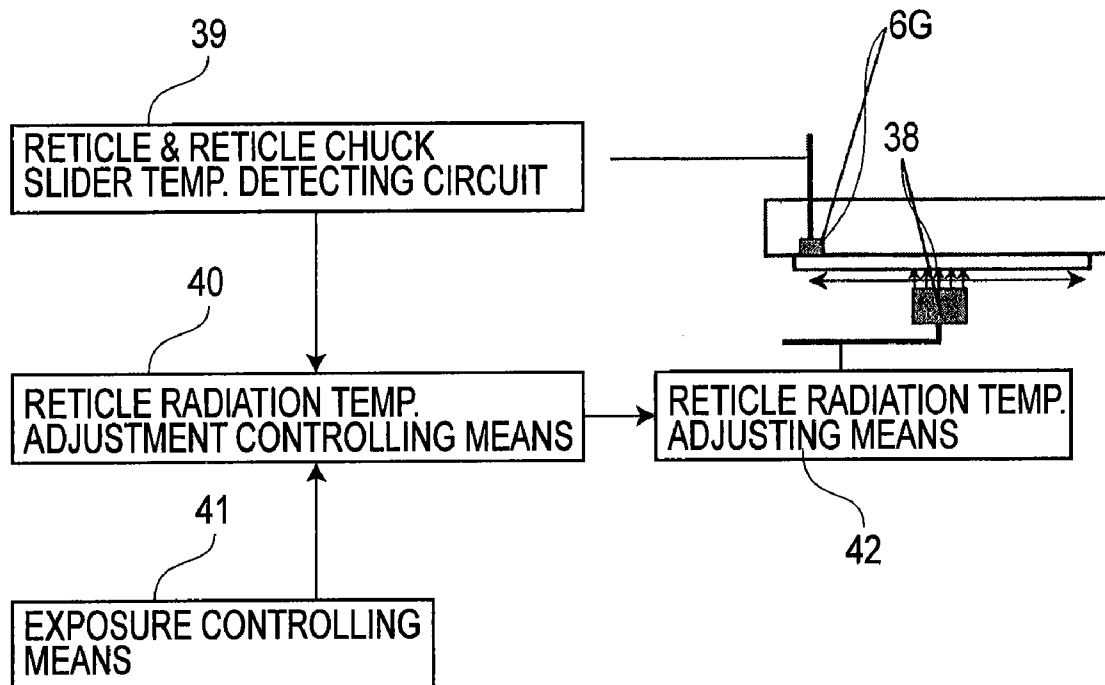 39
6G
RETICLE & RETICLE CHUCK
SLIDER TEMP. DETECTING CIRCUIT
38
40
RETICLE RADIATION TEMP.
ADJUSTMENT CONTROLLING MEANS
RETICLE RADIATION TEMP.
ADJUSTING MEANS
41
42
EXPOSURE CONTROLLING
MEANS